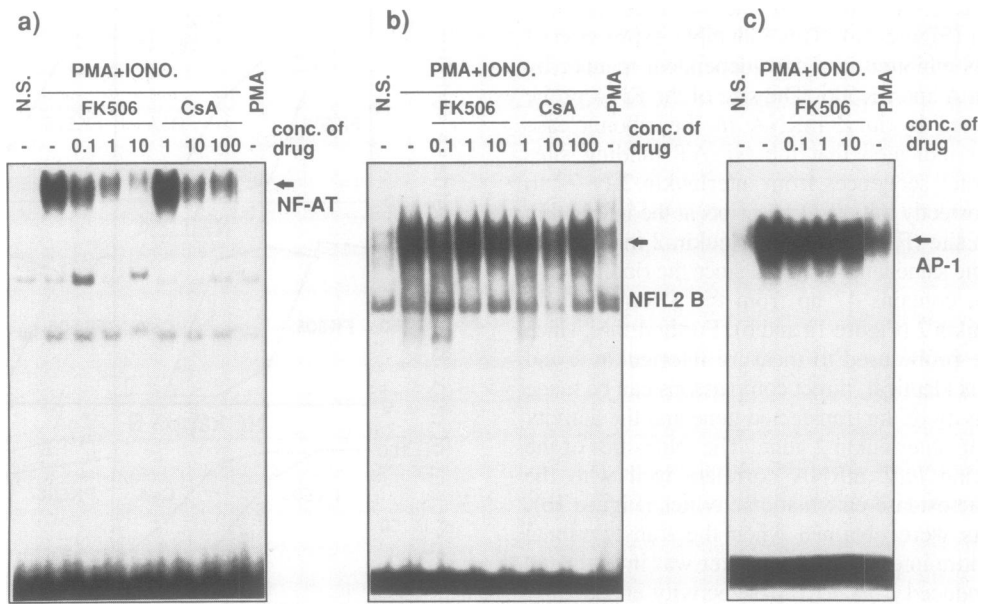 a)
N.S.
PMA+IONO.
PMA
FK506 CsA
- - 0.1 1 10 1 10 100 - conc. of drug
NF-AT
b)
N.S.
PMA+IONO.
PMA
FK506 CsA
- - 0.1 1 10 1 10 100 - conc. of drug
NFIL2 B
c)
N.S.
PMA+IONO.
PMA
FK506
- - 0.1 1 10 - conc. of drug
AP-1